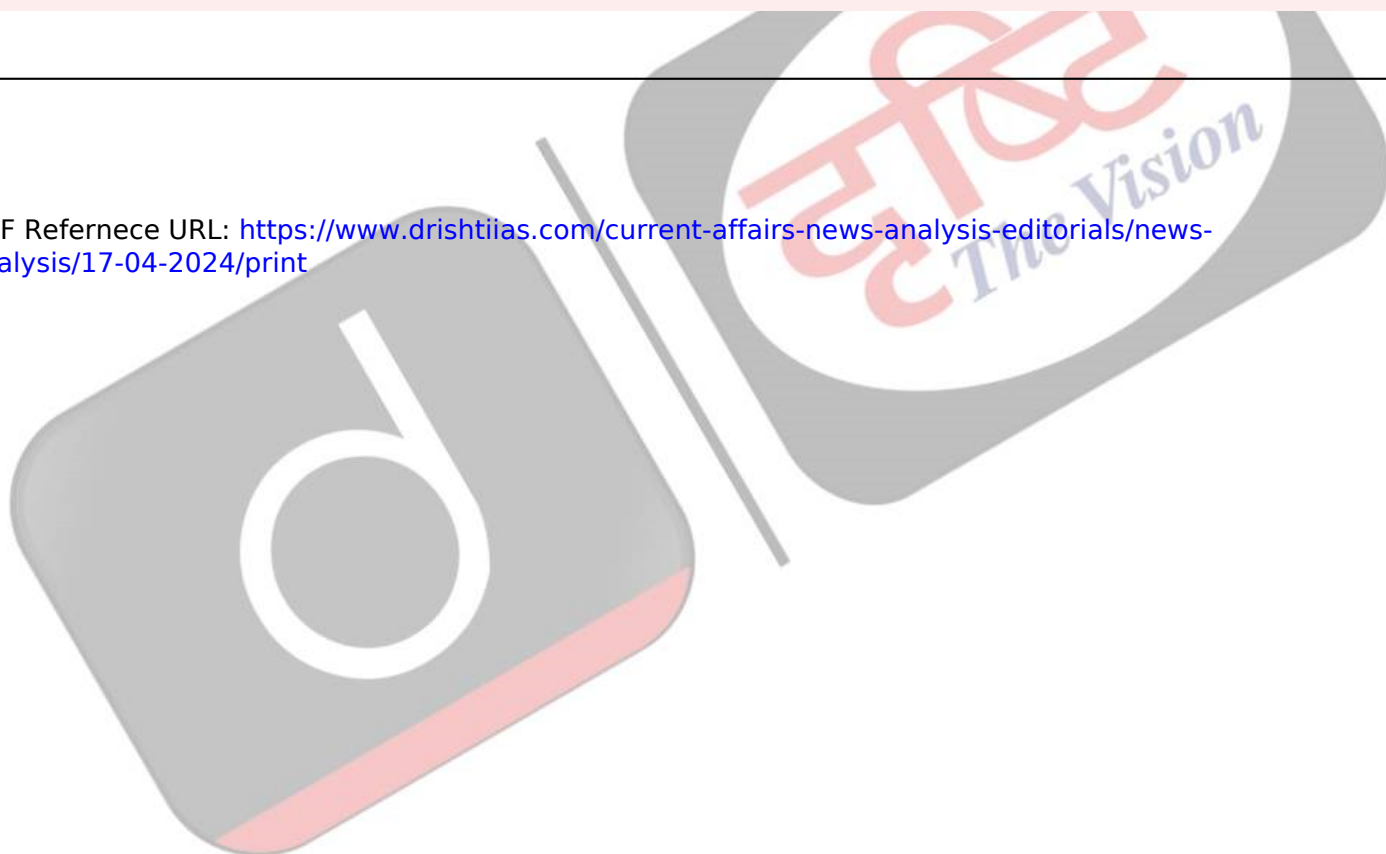 दृष्टि
The Vision
F Refernece URL: https://www.drishtiias.com/current-affairs-news-analysis-editorials/news-
alysis/17-04-2024/print
d